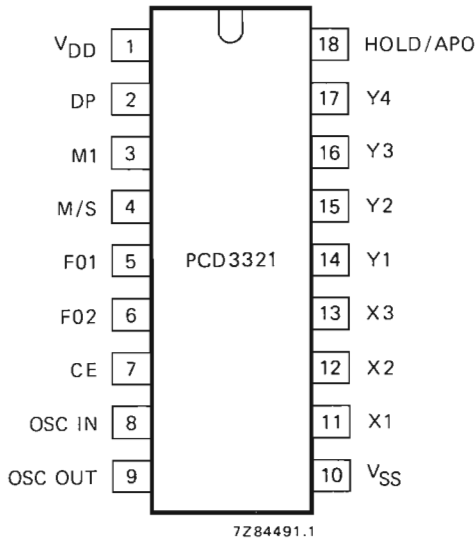 VDD 1 18 HOLD/APO
DP 2 17 Y4
M1 3 16 Y3
M/S 4 15 Y2
F01 5 PCD3321 14 Y1
F02 6 13 X3
CE 7 12 X2
OSC IN 8 11 X1
OSC OUT 9 10 VSS
7Z84491.1